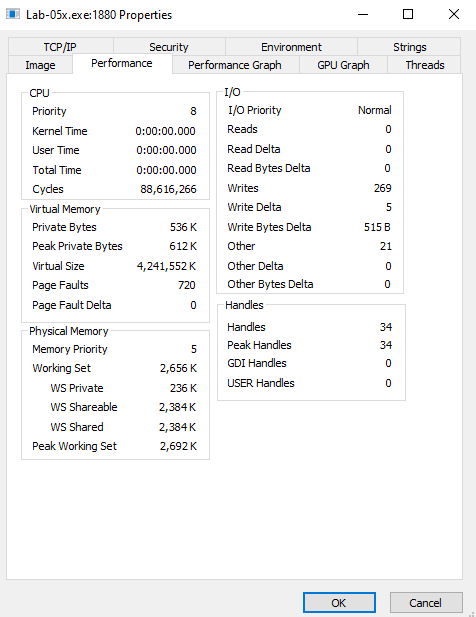 Lab-05x.exe:1880 Properties
TCP/IP Security Environment Strings
Image Performance Performance Graph GPU Graph Threads
CPU
Priority 8
Kernel Time 0:00:00.000
User Time 0:00:00.000
Total Time 0:00:00.000
Cycles 88,616,266
Virtual Memory
Private Bytes 536 K
Peak Private Bytes 612 K
Virtual Size 4,241,552 K
Page Faults 720
Page Fault Delta 0
Physical Memory
Memory Priority 5
Working Set 2,656 K
WS Private 236 K
WS Shareable 2,384 K
WS Shared 2,384 K
Peak Working Set 2,692 K
I/O
I/O Priority Normal
Reads 0
Read Delta 0
Read Bytes Delta 0
Writes 269
Write Delta 5
Write Bytes Delta 515 B
Other 21
Other Delta 0
Other Bytes Delta 0
Handles
Handles 34
Peak Handles 34
GDI Handles 0
USER Handles 0
OK Cancel